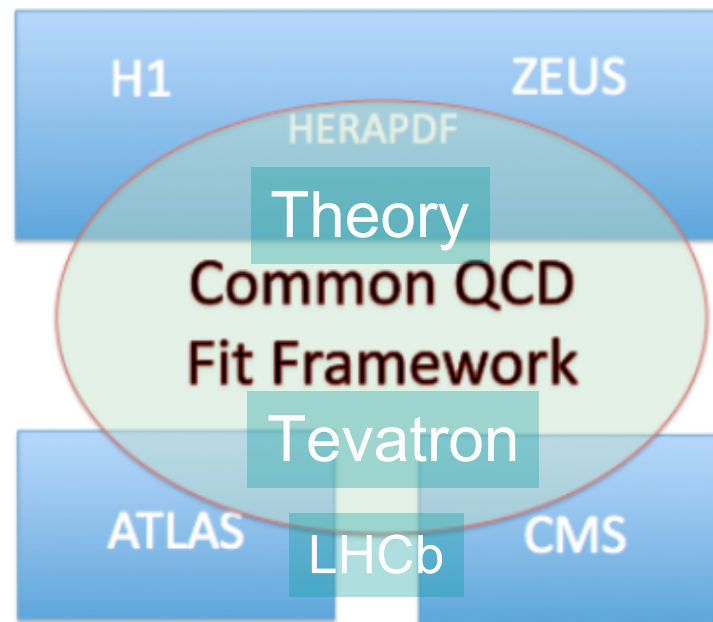 H1 ZEUS
HERAPDF
Theory
Common QCD
Fit Framework
Tevatron
ATLAS LHCb CMS